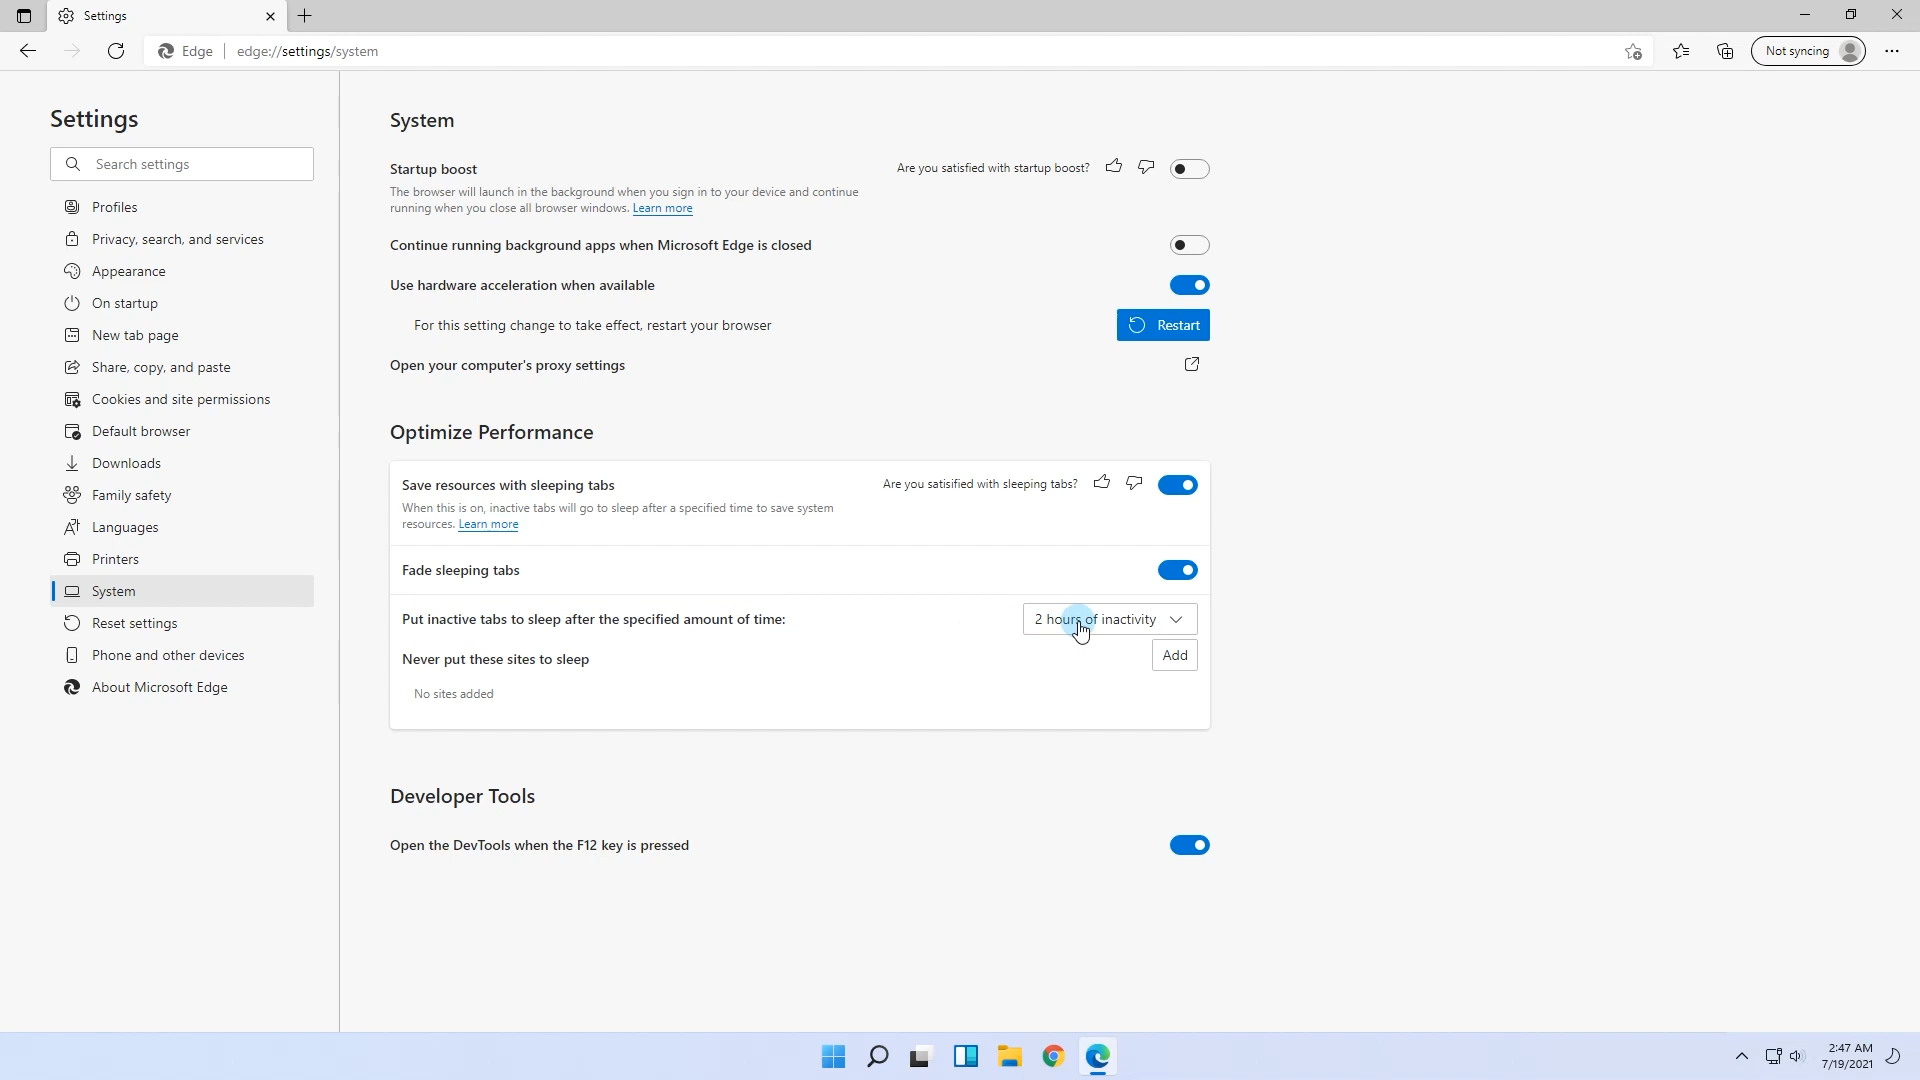 Settings
Edge
edge://settings/system
Not syncing
Settings
Search settings
Profiles
Privacy, search, and services
Appearance
On startup
New tab page
Share, copy, and paste
Cookies and site permissions
Default browser
Downloads
Family safety
Languages
Printers
System
Reset settings
Phone and other devices
About Microsoft Edge
System
Startup boost
Are you satisfied with startup boost?
The browser will launch in the background when you sign in to your device and continue
running when you close all browser windows. Learn more
Continue running background apps when Microsoft Edge is closed
Use hardware acceleration when available
For this setting change to take effect, restart your browser
Restart
Open your computer's proxy settings
Optimize Performance
Save resources with sleeping tabs
Are you satisified with sleeping tabs?
When this is on, inactive tabs will go to sleep after a specified time to save system
resources. Learn more
Fade sleeping tabs
Put inactive tabs to sleep after the specified amount of time:
2 hours of inactivity
Never put these sites to sleep
Add
No sites added
Developer Tools
Open the DevTools when the F12 key is pressed
2:47 AM
7/19/2021